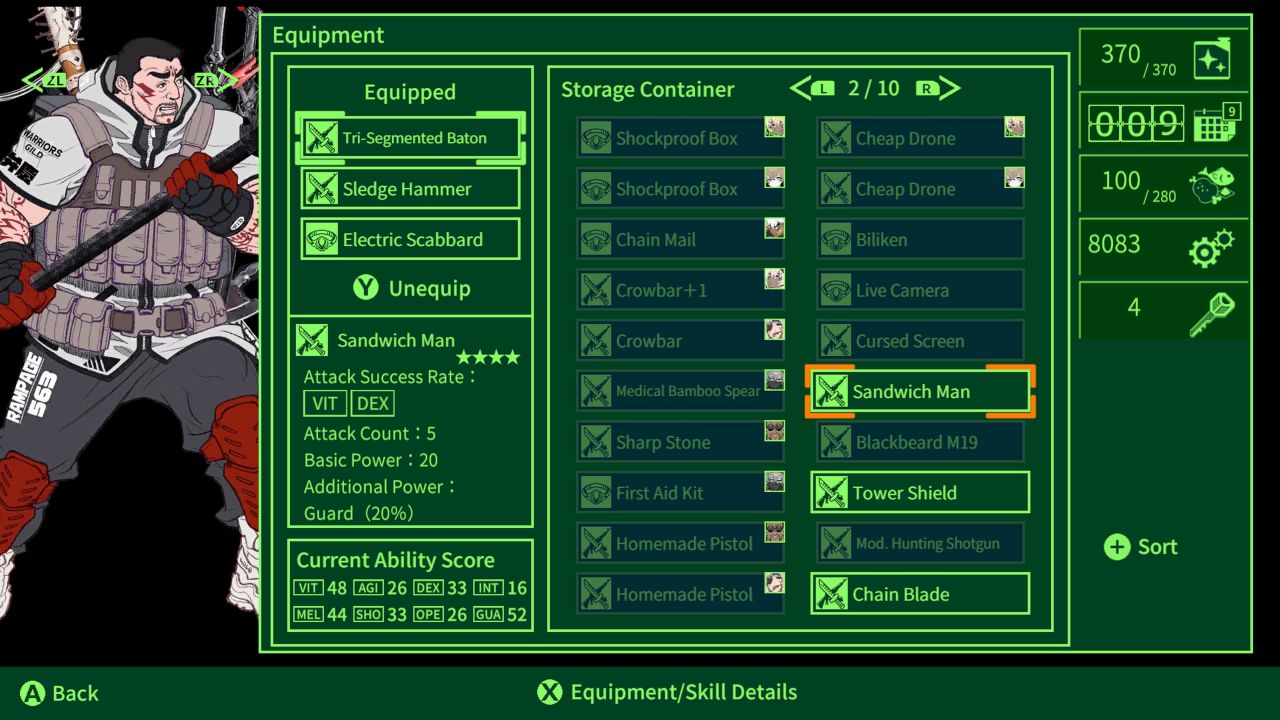 Equipment
ZL
ZR
WARRIORS
GILD
RAMPAGE
563
Equipped
Tri-Segmented Baton
Sledge Hammer
Electric Scabbard
Y Unequip
Sandwich Man
★★★★
Attack Success Rate：
VIT DEX
Attack Count：5
Basic Power：20
Additional Power：
Guard（20%）
Current Ability Score
VIT 48 AGI 26 DEX 33 INT 16
MEL 44 SHO 33 OPE 26 GUA 52
Storage Container
L 2 / 10 R
Shockproof Box
Shockproof Box
Chain Mail
Crowbar＋1
Crowbar
Medical Bamboo Spear
Sharp Stone
First Aid Kit
Homemade Pistol
Homemade Pistol
Cheap Drone
Cheap Drone
Biliken
Live Camera
Cursed Screen
Sandwich Man
Blackbeard M19
Tower Shield
Mod. Hunting Shotgun
Chain Blade
370 / 370
009 9
100 / 280
8083
4
+ Sort
A Back
X Equipment/Skill Details